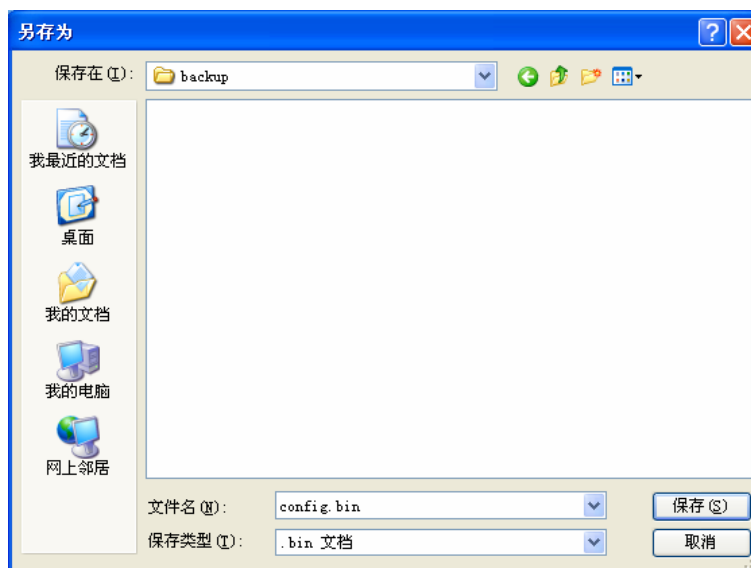 另存为
保存在(I): backup
我最近的文档
桌面
我的文档
我的电脑
网上邻居
文件名(N): config.bin 保存(S)
保存类型(T): .bin 文档 取消